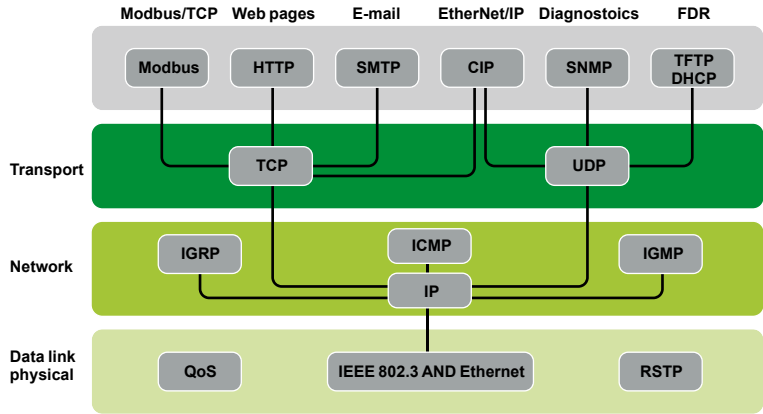 Modbus/TCP
Web pages
E-mail
EtherNet/IP
Diagnostoics
FDR
Modbus
HTTP
SMTP
CIP
SNMP
TFTP
DHCP
Transport
TCP
UDP
Network
IGRP
ICMP
IGMP
IP
Data link
physical
QoS
IEEE 802.3 AND Ethernet
RSTP